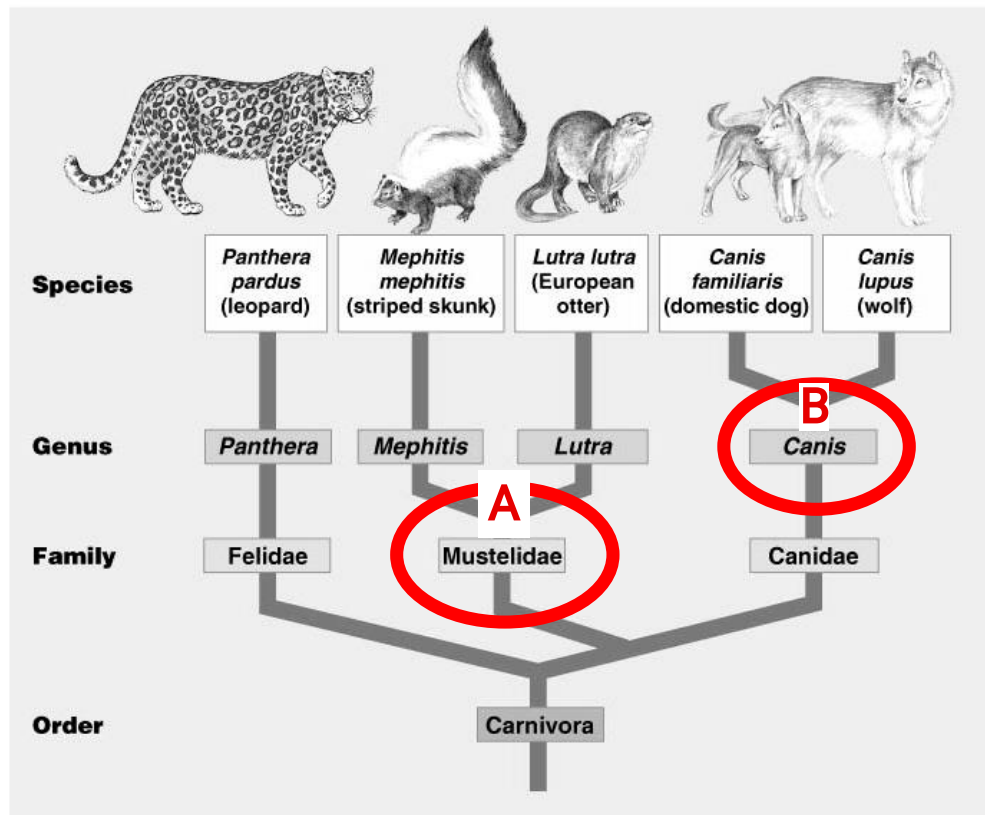 Species
Panthera
pardus
(leopard)
Mephitis
mephitis
(striped skunk)
Lutra lutra
(European
otter)
Canis
familiaris
(domestic dog)
Canis
lupus
(wolf)
B
Genus
Panthera
Mephitis
Lutra
Canis
A
Family
Felidae
Mustelidae
Canidae
Order
Carnivora